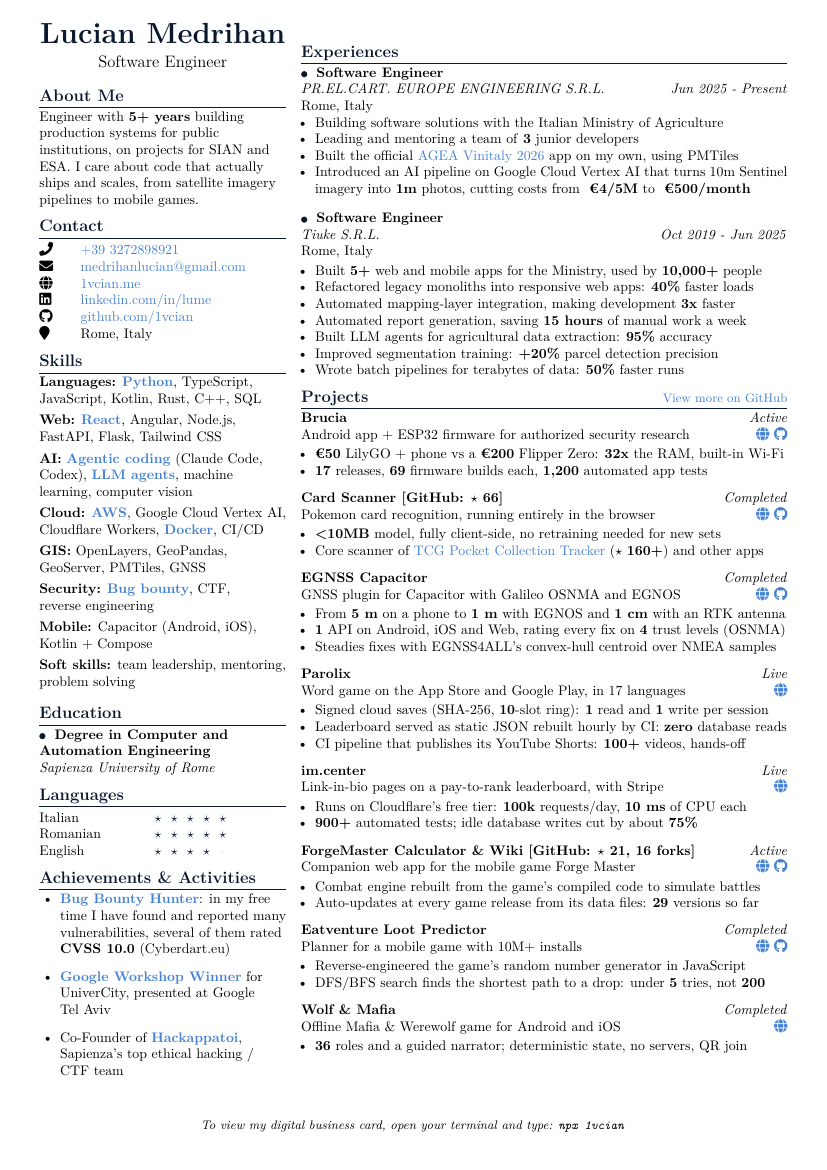 Lucian Medrihan
Software Engineer
About Me
Engineer with 5+ years building
production systems for public
institutions, on projects for SIAN and
ESA. I care about code that actually
ships and scales, from satellite imagery
pipelines to mobile games.
Contact
+39 3272898921
medrihanlucian@gmail.com
1vcian.me
linkedin.com/in/lume
github.com/1vcian
Rome, Italy
Skills
Languages: Python, TypeScript,
JavaScript, Kotlin, Rust, C++, SQL
Web: React, Angular, Node.js,
FastAPI, Flask, Tailwind CSS
AI: Agentic coding (Claude Code,
Codex), LLM agents, machine
learning, computer vision
Cloud: AWS, Google Cloud Vertex AI,
Cloudflare Workers, Docker, CI/CD
GIS: OpenLayers, GeoPandas,
GeoServer, PMTiles, GNSS
Security: Bug bounty, CTF,
reverse engineering
Mobile: Capacitor (Android, iOS),
Kotlin + Compose
Soft skills: team leadership, mentoring,
problem solving
Education
• Degree in Computer and
Automation Engineering
Sapienza University of Rome
Languages
Italian ⋆ ⋆ ⋆ ⋆ ⋆
Romanian ⋆ ⋆ ⋆ ⋆ ⋆
English ⋆ ⋆ ⋆ ⋆
Achievements & Activities
• Bug Bounty Hunter: in my free
time I have found and reported many
vulnerabilities, several of them rated
CVSS 10.0 (Cyberdart.eu)
• Google Workshop Winner for
UniverCity, presented at Google
Tel Aviv
• Co-Founder of Hackappatoi,
Sapienza's top ethical hacking /
CTF team
Experiences
• Software Engineer
PR.EL.CART. EUROPE ENGINEERING S.R.L. Jun 2025 - Present
Rome, Italy
• Building software solutions with the Italian Ministry of Agriculture
• Leading and mentoring a team of 3 junior developers
• Built the official AGEA Vinitaly 2026 app on my own, using PMTiles
• Introduced an AI pipeline on Google Cloud Vertex AI that turns 10m Sentinel
imagery into 1m photos, cutting costs from €4/5M to €500/month
• Software Engineer
Tiuke S.R.L. Oct 2019 - Jun 2025
Rome, Italy
• Built 5+ web and mobile apps for the Ministry, used by 10,000+ people
• Refactored legacy monoliths into responsive web apps: 40% faster loads
• Automated mapping-layer integration, making development 3x faster
• Automated report generation, saving 15 hours of manual work a week
• Built LLM agents for agricultural data extraction: 95% accuracy
• Improved segmentation training: +20% parcel detection precision
• Wrote batch pipelines for terabytes of data: 50% faster runs
Projects View more on GitHub
Brucia Active
Android app + ESP32 firmware for authorized security research
• €50 LilyGO + phone vs a €200 Flipper Zero: 32x the RAM, built-in Wi-Fi
• 17 releases, 69 firmware builds each, 1,200 automated app tests
Card Scanner [GitHub: ⋆ 66] Completed
Pokemon card recognition, running entirely in the browser
• <10MB model, fully client-side, no retraining needed for new sets
• Core scanner of TCG Pocket Collection Tracker (⋆ 160+) and other apps
EGNSS Capacitor Completed
GNSS plugin for Capacitor with Galileo OSNMA and EGNOS
• From 5 m on a phone to 1 m with EGNOS and 1 cm with an RTK antenna
• 1 API on Android, iOS and Web, rating every fix on 4 trust levels (OSNMA)
• Steadies fixes with EGNSS4ALL's convex-hull centroid over NMEA samples
Parolix Live
Word game on the App Store and Google Play, in 17 languages
• Signed cloud saves (SHA-256, 10-slot ring): 1 read and 1 write per session
• Leaderboard served as static JSON rebuilt hourly by CI: zero database reads
• CI pipeline that publishes its YouTube Shorts: 100+ videos, hands-off
im.center Live
Link-in-bio pages on a pay-to-rank leaderboard, with Stripe
• Runs on Cloudflare's free tier: 100k requests/day, 10 ms of CPU each
• 900+ automated tests; idle database writes cut by about 75%
ForgeMaster Calculator & Wiki [GitHub: ⋆ 21, 16 forks] Active
Companion web app for the mobile game Forge Master
• Combat engine rebuilt from the game's compiled code to simulate battles
• Auto-updates at every game release from its data files: 29 versions so far
Eatventure Loot Predictor Completed
Planner for a mobile game with 10M+ installs
• Reverse-engineered the game's random number generator in JavaScript
• DFS/BFS search finds the shortest path to a drop: under 5 tries, not 200
Wolf & Mafia Completed
Offline Mafia & Werewolf game for Android and iOS
• 36 roles and a guided narrator; deterministic state, no servers, QR join
To view my digital business card, open your terminal and type: npx 1vcian